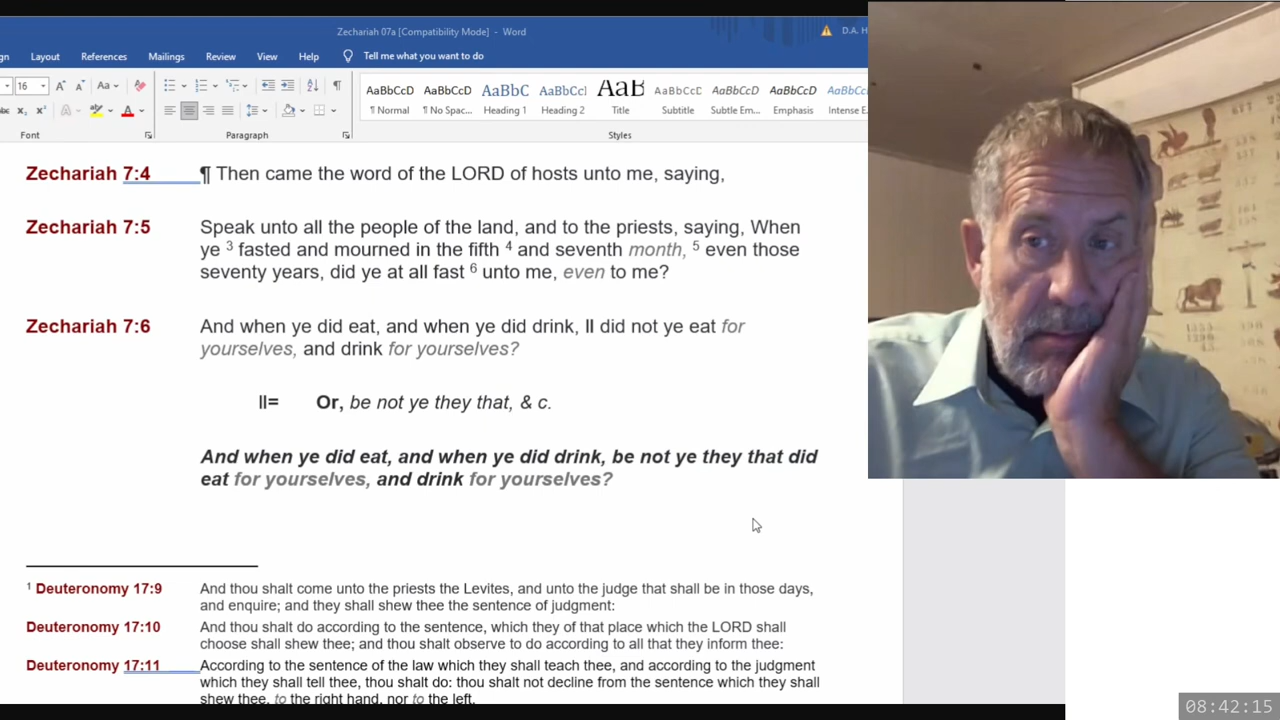 Zechariah 07a [Compatibility Mode] - Word
D.A. H
gn Layout References Mailings Review View Help Tell me what you want to do
16 Aa
AaBbCcD AaBbCcD AaBbC AaBbCcl AaB AaBbCcD AaBbCcD AaBbCcD AaBbCcl
¶ Normal ¶ No Spac... Heading 1 Heading 2 Title Subtitle Subtle Em... Emphasis Intense E.
Font Paragraph Styles
Zechariah 7:4 ¶ Then came the word of the LORD of hosts unto me, saying,
Zechariah 7:5 Speak unto all the people of the land, and to the priests, saying, When
ye 3 fasted and mourned in the fifth 4 and seventh month, 5 even those
seventy years, did ye at all fast 6 unto me, even to me?
Zechariah 7:6 And when ye did eat, and when ye did drink, ǁ did not ye eat for
yourselves, and drink for yourselves?
ǁ= Or, be not ye they that, & c.
And when ye did eat, and when ye did drink, be not ye they that did
eat for yourselves, and drink for yourselves?
1 Deuteronomy 17:9 And thou shalt come unto the priests the Levites, and unto the judge that shall be in those days,
and enquire; and they shall shew thee the sentence of judgment:
Deuteronomy 17:10 And thou shalt do according to the sentence, which they of that place which the LORD shall
choose shall shew thee; and thou shalt observe to do according to all that they inform thee:
Deuteronomy 17:11 According to the sentence of the law which they shall teach thee, and according to the judgment
which they shall tell thee, thou shalt do: thou shalt not decline from the sentence which they shall
shew thee, to the right hand, nor to the left.
08:42:15